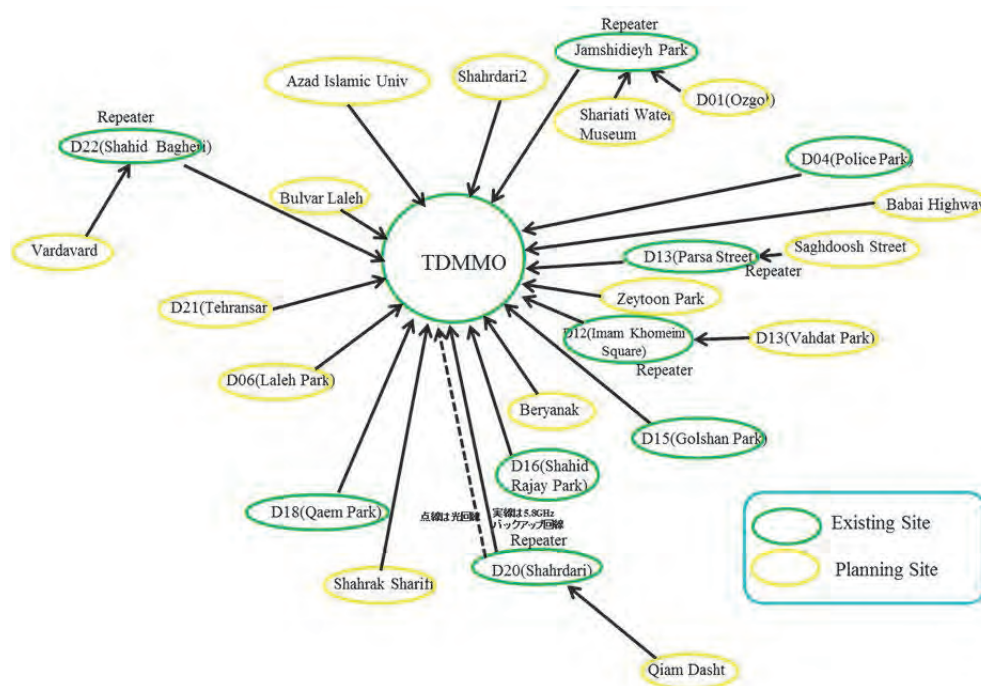 Repeater
Jamshidieyh Park
Azad Islamic Univ
Shahrdari2
D01(Ozgol)
Shariati Water
Museum
Repeater
D22(Shahid Bagheri)
D04(Police Park)
Bulvar Laleh
Babai Highway
Vardavard
TDMMO
Saghdoosh Street
D13(Parsa Street
Repeater
D21(Tehransar
Zeytoon Park
D12(Imam Khomeini
Square)
D13(Vahdat Park)
Repeater
D06(Laleh Park)
Beryanak
D15(Golshan Park)
D16(Shahid
Rajay Park)
D18(Qaem Park)
点線は光回線
実線は5.8GHz
バックアップ回線
Repeater
D20(Shahrdari)
Shahrak Sharifi
Qiam Dasht
Existing Site
Planning Site